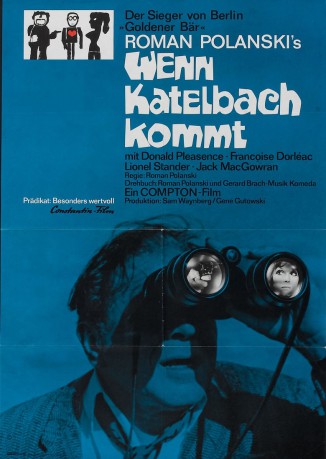 Der Sieger von Berlin
»Goldener Bär«
ROMAN POLANSKI's
WENN
Katelbach
kommt
mit Donald Pleasence · Francoise Dorléac
Lionel Stander · Jack MacGowran
Regie: Roman Polanski
Drehbuch: Roman Polanski und Gerard Brach · Musik · Komeda
Ein COMPTON-Film
Produktion: Sam Waynberg / Gene Gutowski
Prädikat: Besonders wertvoll
Constantin-Film